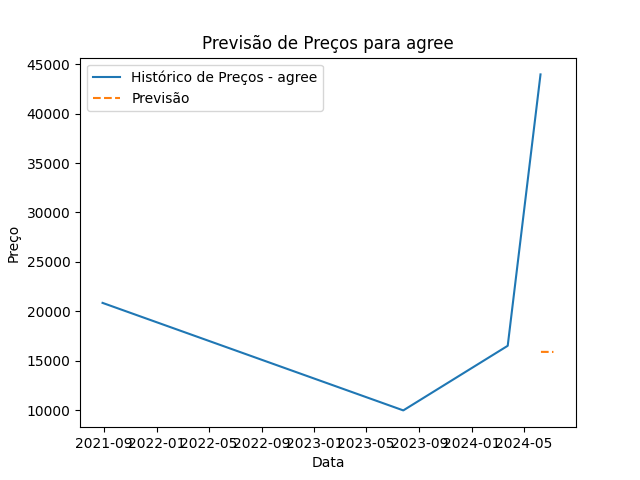 Previsão de Preços para agree
Histórico de Preços - agree
Previsão
45000
40000
35000
30000
25000
20000
15000
10000
Preço
2021-09 2022-01 2022-05 2022-09 2023-01 2023-05 2023-09 2024-01 2024-05
Data